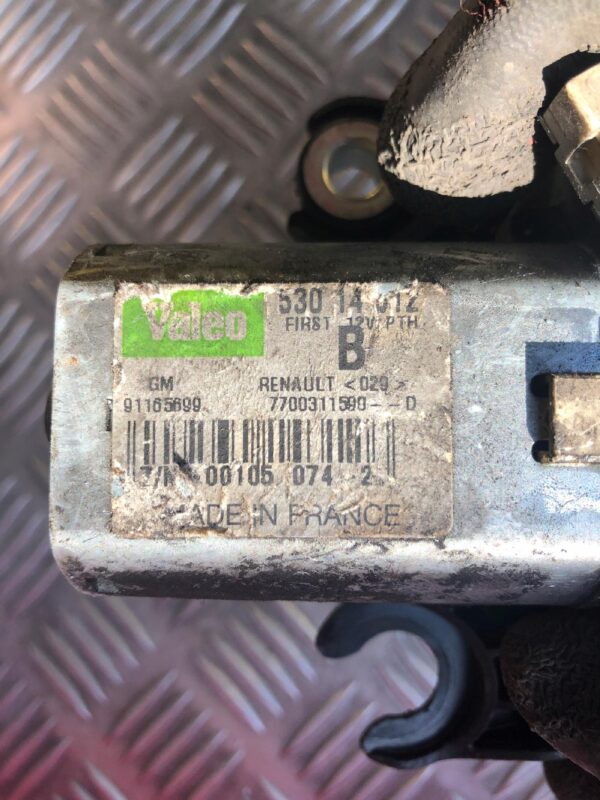 Valeo 530 14 012
FIRST 12V PTH
B
GM RENAULT <029>
91165699 7700311590--D
00105 074 2
MADE IN FRANCE